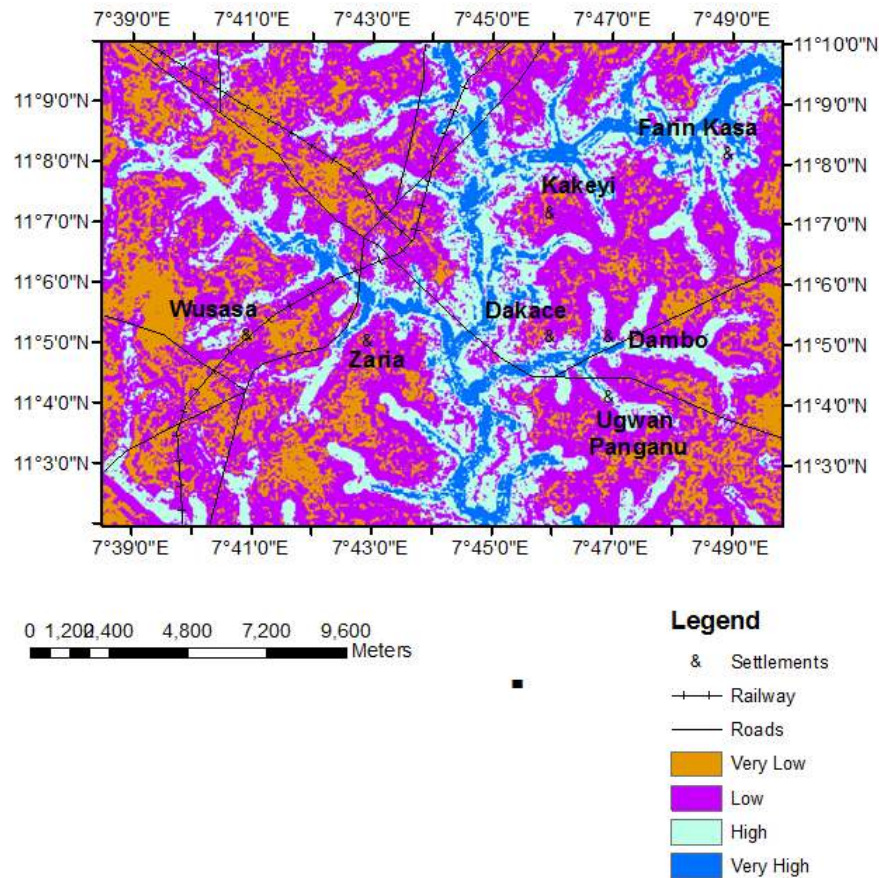 7°39'0"E 7°41'0"E 7°43'0"E 7°45'0"E 7°47'0"E 7°49'0"E
11°10'0"N
11°9'0"N 11°9'0"N
Farin Kasa
&
11°8'0"N 11°8'0"N
Kakeyi
&
11°7'0"N 11°7'0"N
11°6'0"N 11°6'0"N
Wusasa Dakace
& & & &
11°5'0"N Dambo 11°5'0"N
Zaria
&
11°4'0"N 11°4'0"N
Ugwan
Panganu
11°3'0"N 11°3'0"N
7°39'0"E 7°41'0"E 7°43'0"E 7°45'0"E 7°47'0"E 7°49'0"E
0 1,200 2,400 4,800 7,200 9,600
Meters
Legend
& Settlements
Railway
Roads
Very Low
Low
High
Very High